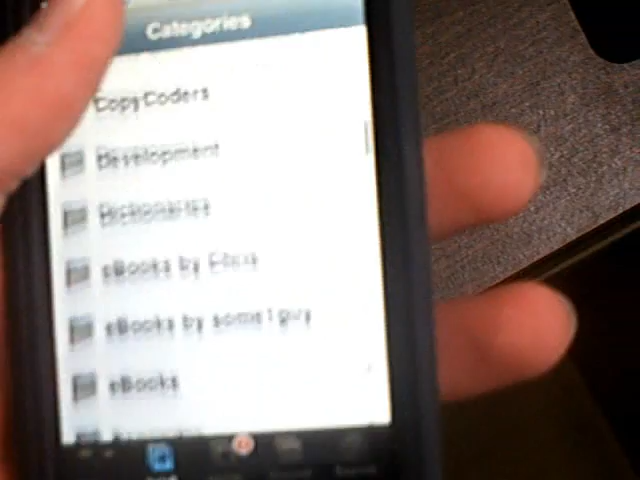 Categories
CopyCoders
Development
Dictionaries
eBooks by
eBooks by some1guy
eBooks